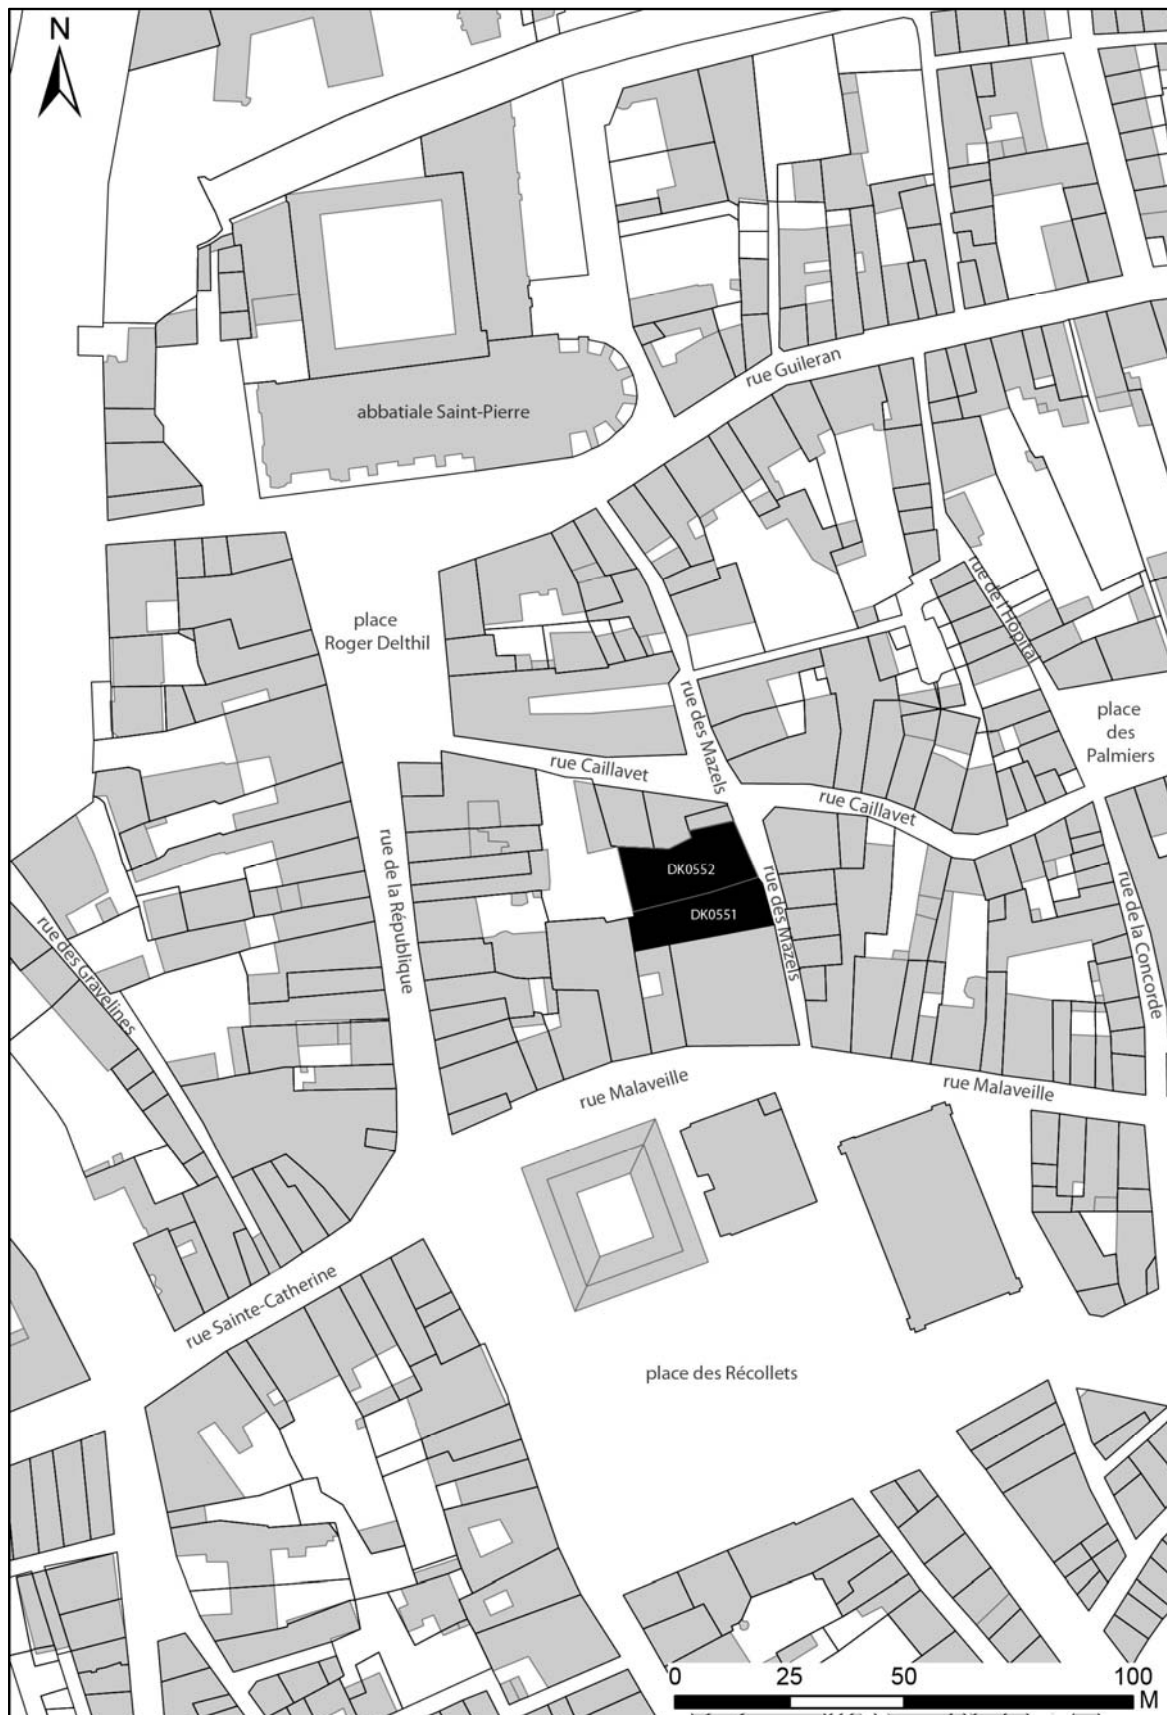 N
rue Guileran
abbatiale Saint-Pierre
place
Roger Delthil
rue de l'Hôpital
rue des Mazels
place
des
Palmiers
rue Caillavet
rue Caillavet
rue de la République
DK0552
DK0551
rue des Mazels
rue de la Concorde
rue des Gravelines
rue Malaveille
rue Malaveille
rue Sainte-Catherine
place des Récollets
0 25 50 100
M